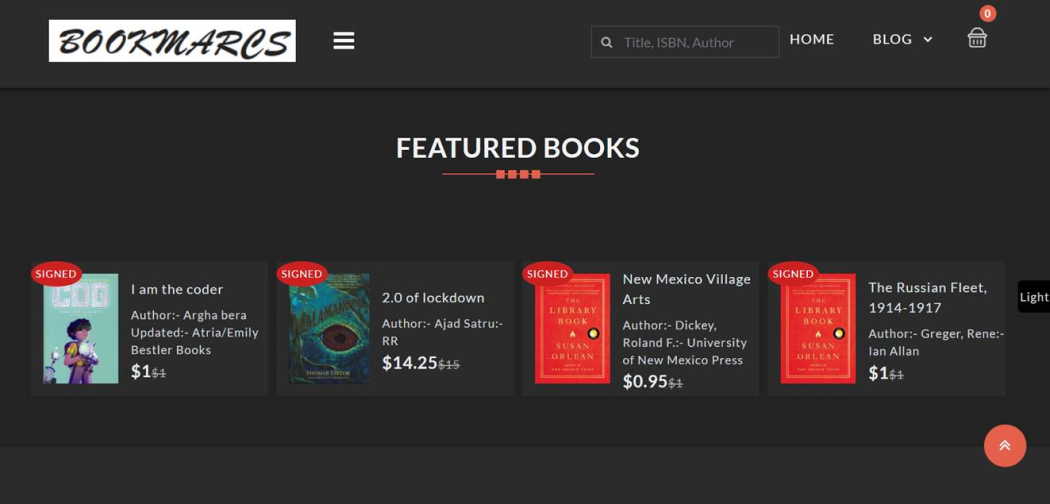 BOOKMARCS
Title, ISBN, Author
HOME
BLOG
0
FEATURED BOOKS
SIGNED
COG
I am the coder
Author:- Argha bera
Updated:- Atria/Emily
Bestler Books
$1$1
SIGNED
MALAMANDER
THOMAS TAYLOR
2.0 of lockdown
Author:- Ajad Satru:-
RR
$14.25$15
SIGNED
THE
LIBRARY
BOOK
SUSAN
ORLEAN
New Mexico Village
Arts
Author:- Dickey,
Roland F.:- University
of New Mexico Press
$0.95$1
SIGNED
THE
LIBRARY
BOOK
SUSAN
ORLEAN
The Russian Fleet,
1914-1917
Author:- Greger, Rene:-
Ian Allan
$1$1
Light